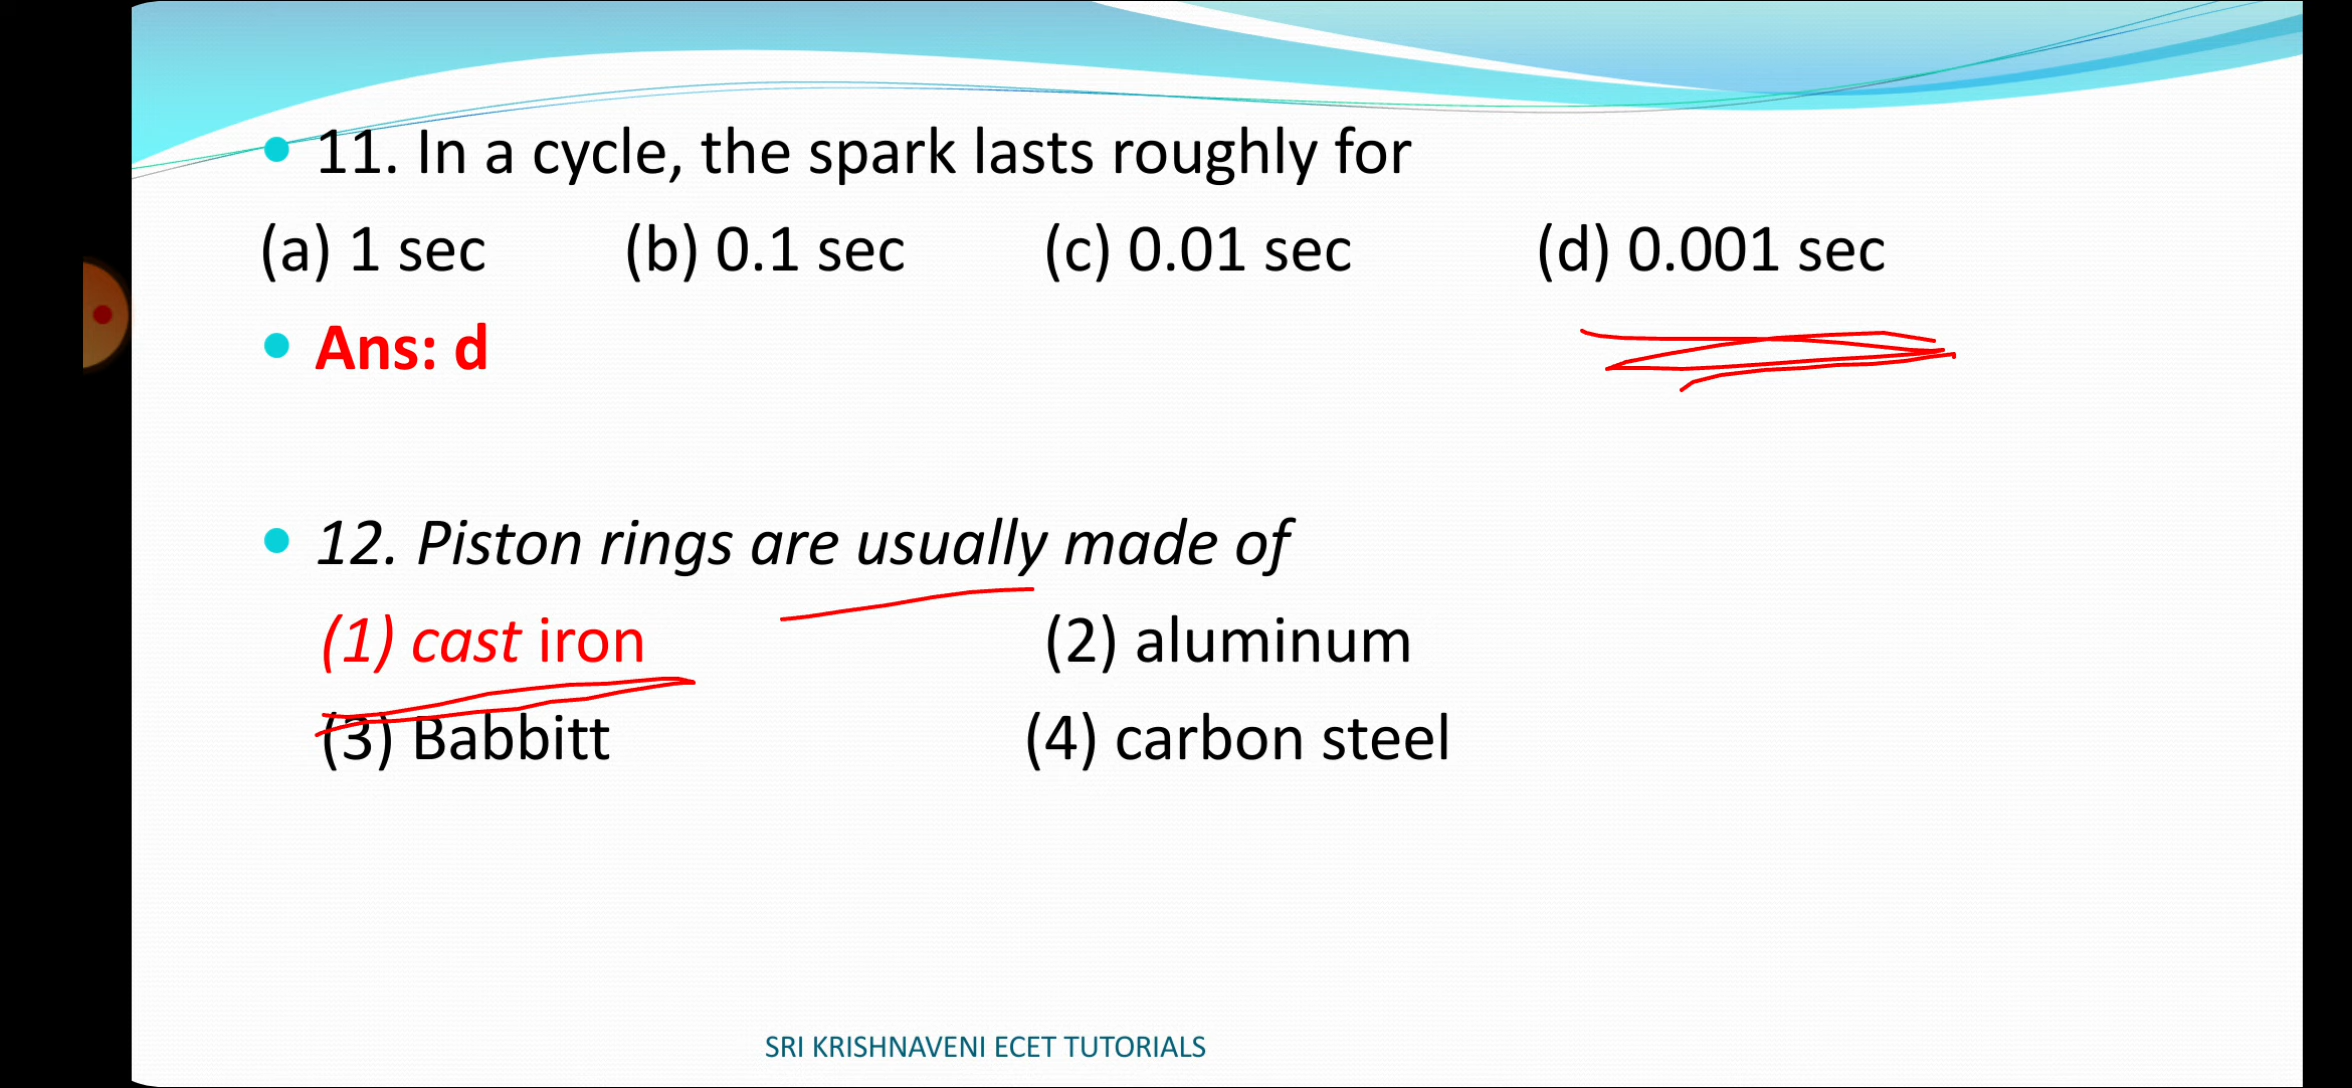 11. In a cycle, the spark lasts roughly for
(a) 1 sec (b) 0.1 sec (c) 0.01 sec (d) 0.001 sec
Ans: d
12. Piston rings are usually made of
(1) cast iron (2) aluminum
(3) Babbitt (4) carbon steel
SRI KRISHNAVENI ECET TUTORIALS